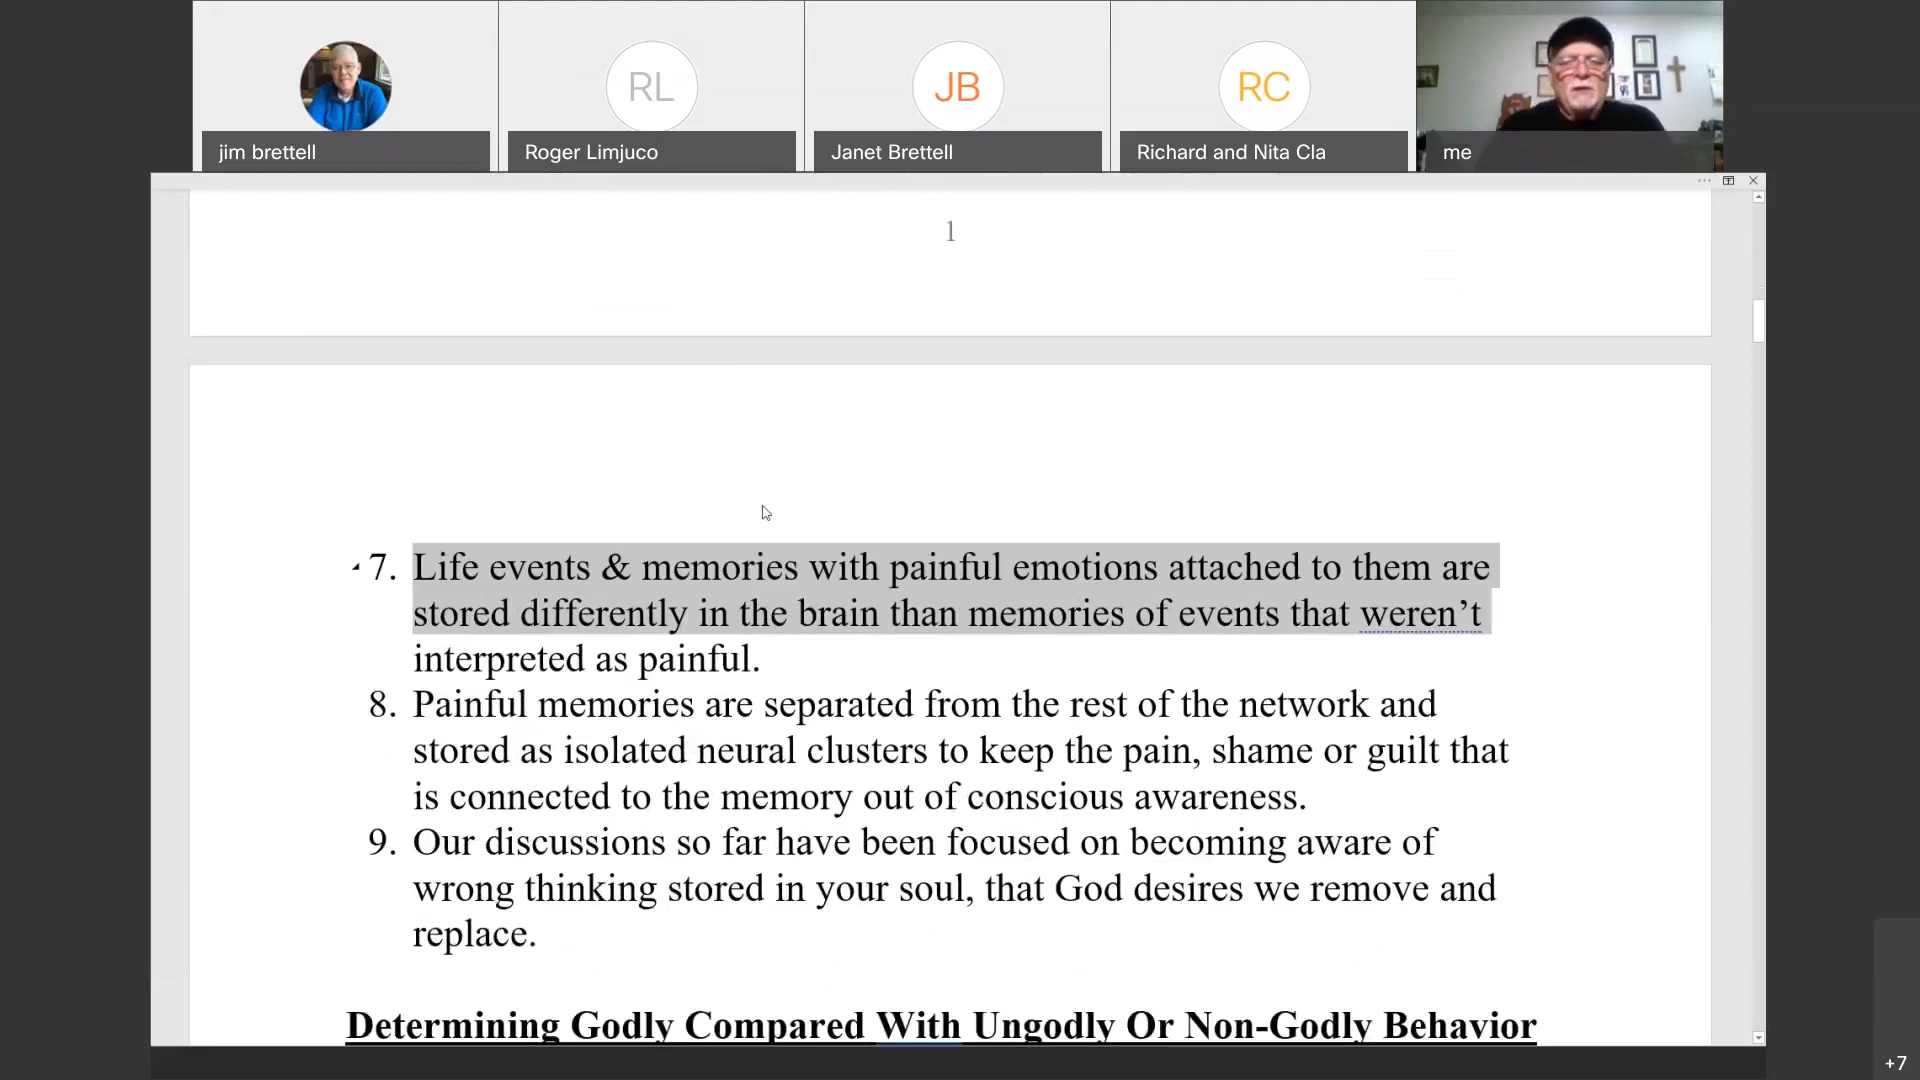 RL
JB
RC
jim brettell
Roger Limjuco
Janet Brettell
Richard and Nita Cla
me
1
7. Life events & memories with painful emotions attached to them are
stored differently in the brain than memories of events that weren’t
interpreted as painful.
8. Painful memories are separated from the rest of the network and
stored as isolated neural clusters to keep the pain, shame or guilt that
is connected to the memory out of conscious awareness.
9. Our discussions so far have been focused on becoming aware of
wrong thinking stored in your soul, that God desires we remove and
replace.
Determining Godly Compared With Ungodly Or Non-Godly Behavior
+7